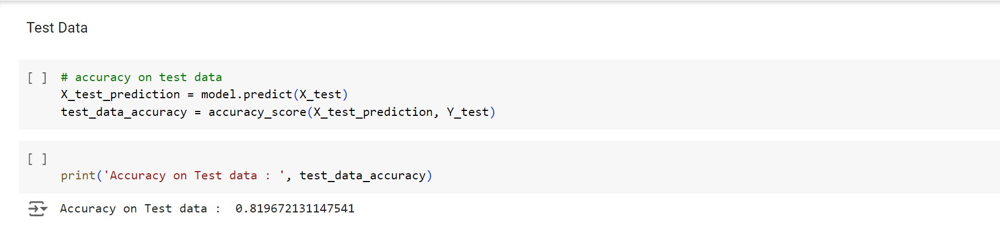 Test Data
[ ] # accuracy on test data
X_test_prediction = model.predict(X_test)
test_data_accuracy = accuracy_score(X_test_prediction, Y_test)
[ ]
print('Accuracy on Test data : ', test_data_accuracy)
Accuracy on Test data :  0.819672131147541